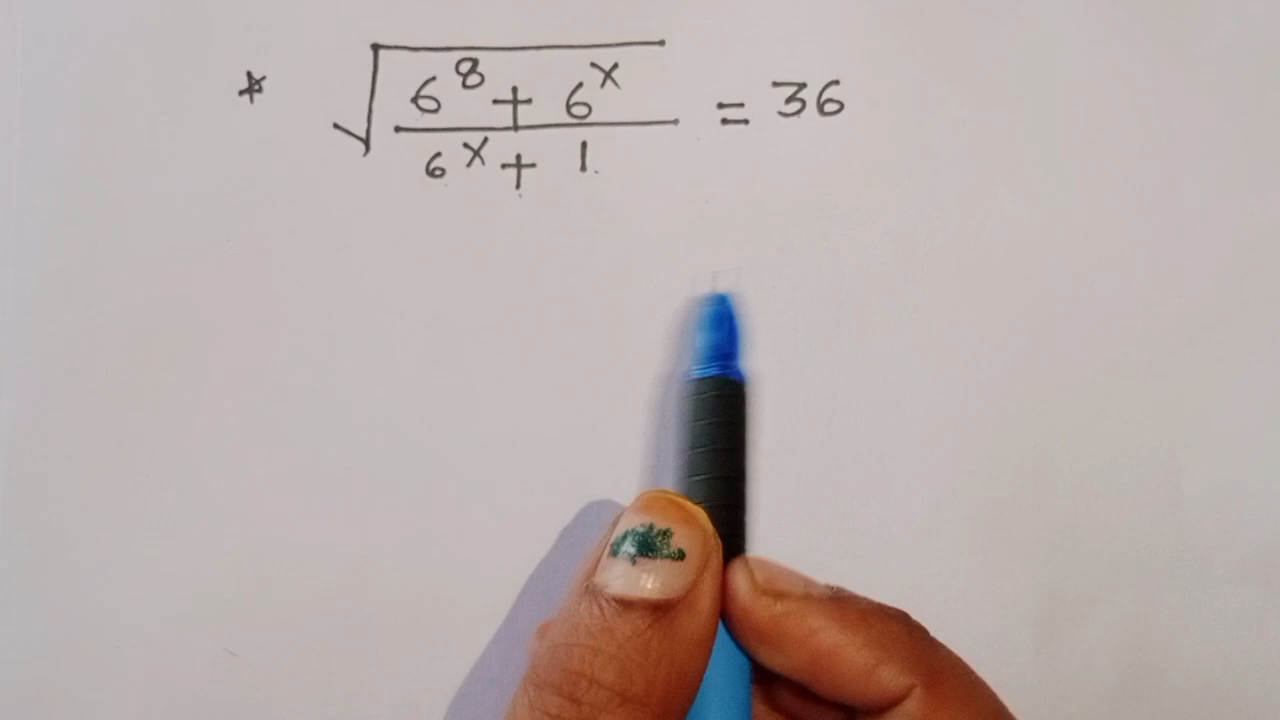 * √((6^8 + 6^x)/(6^x + 1)) = 36